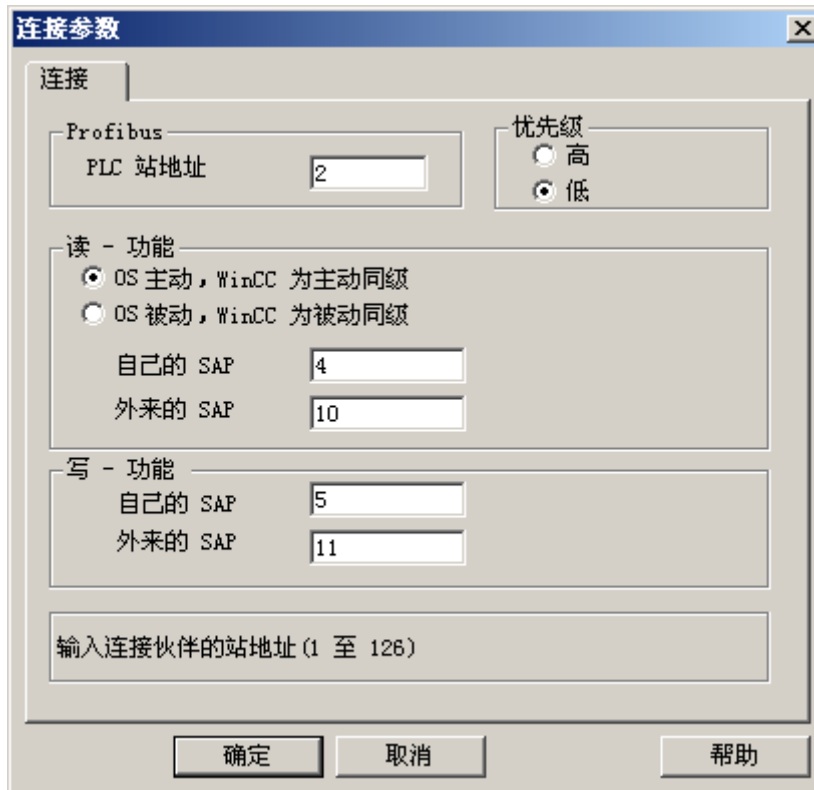 连接参数
连接
Profibus
PLC 站地址
2
优先级
高
低
读 - 功能
OS 主动，WinCC 为主动同级
OS 被动，WinCC 为被动同级
自己的 SAP
4
外来的 SAP
10
写 - 功能
自己的 SAP
5
外来的 SAP
11
输入连接伙伴的站地址(1 至 126)
确定
取消
帮助